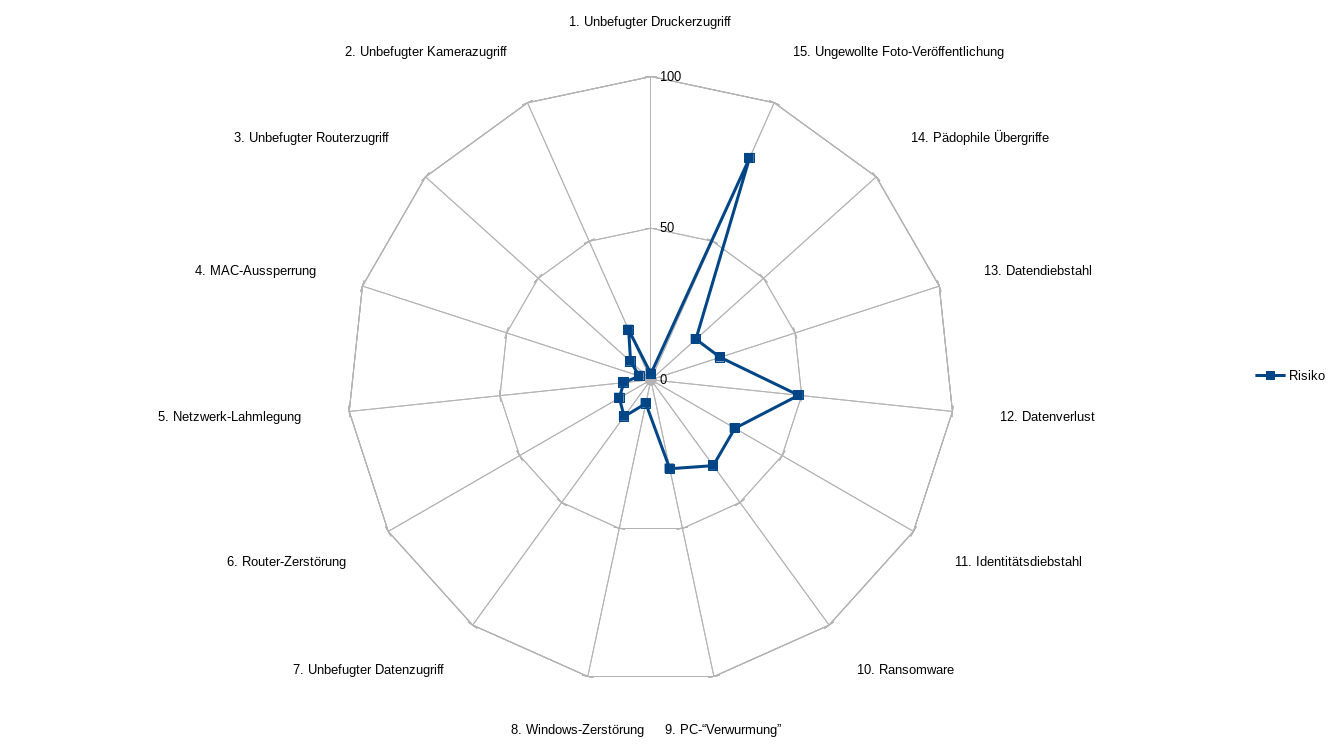 1. Unbefugter Druckerzugriff
2. Unbefugter Kamerazugriff
15. Ungewollte Foto-Veröffentlichung
100
3. Unbefugter Routerzugriff
14. Pädophile Übergriffe
50
4. MAC-Aussperrung
13. Datendiebstahl
0
Risiko
5. Netzwerk-Lahmlegung
12. Datenverlust
6. Router-Zerstörung
11. Identitätsdiebstahl
7. Unbefugter Datenzugriff
10. Ransomware
8. Windows-Zerstörung
9. PC-“Verwurmung”